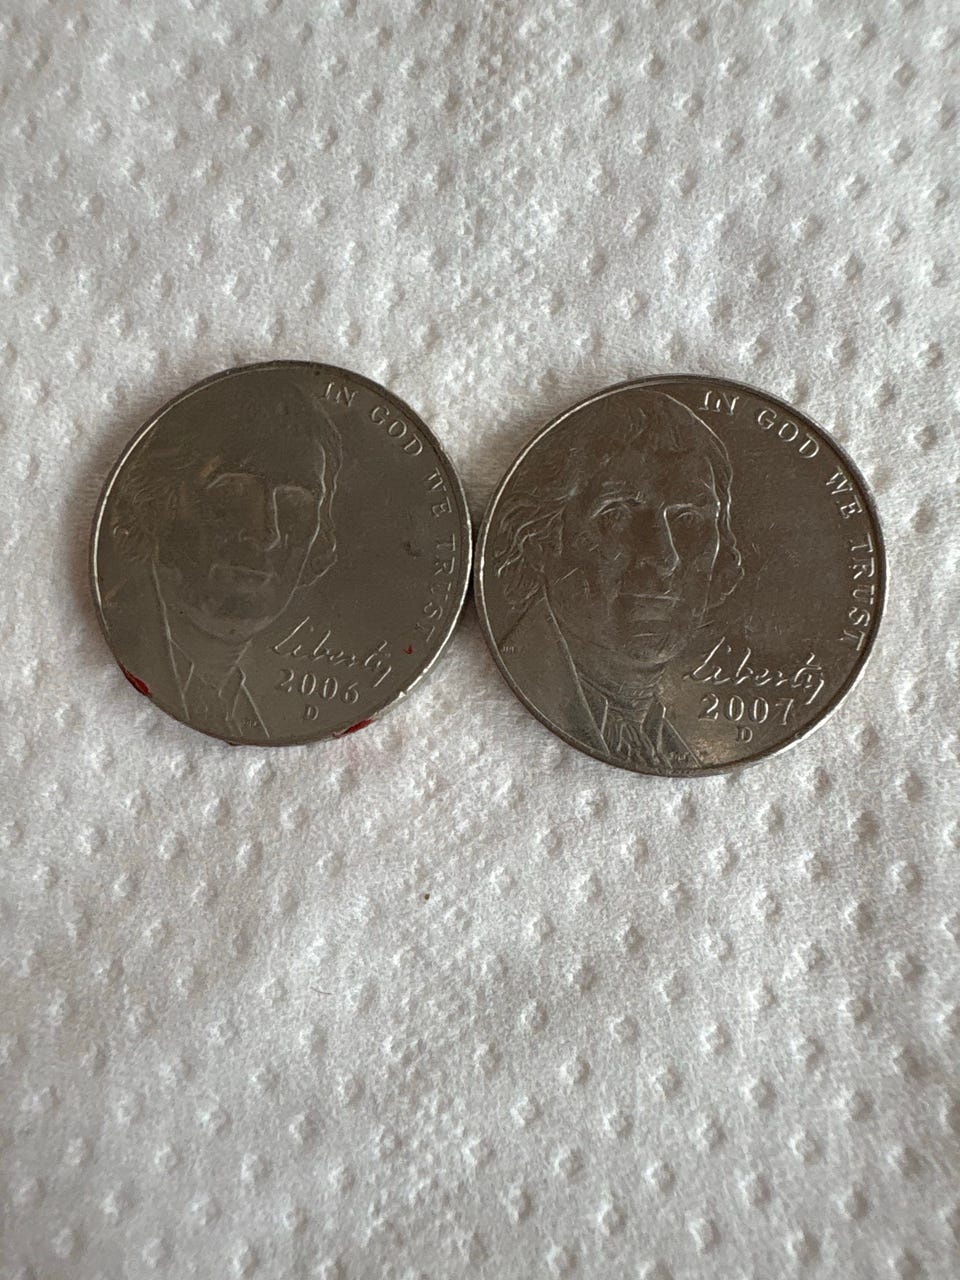 IN GOD WE TRUST
Liberty
2006
D
IN GOD WE TRUST
Liberty
2007
D